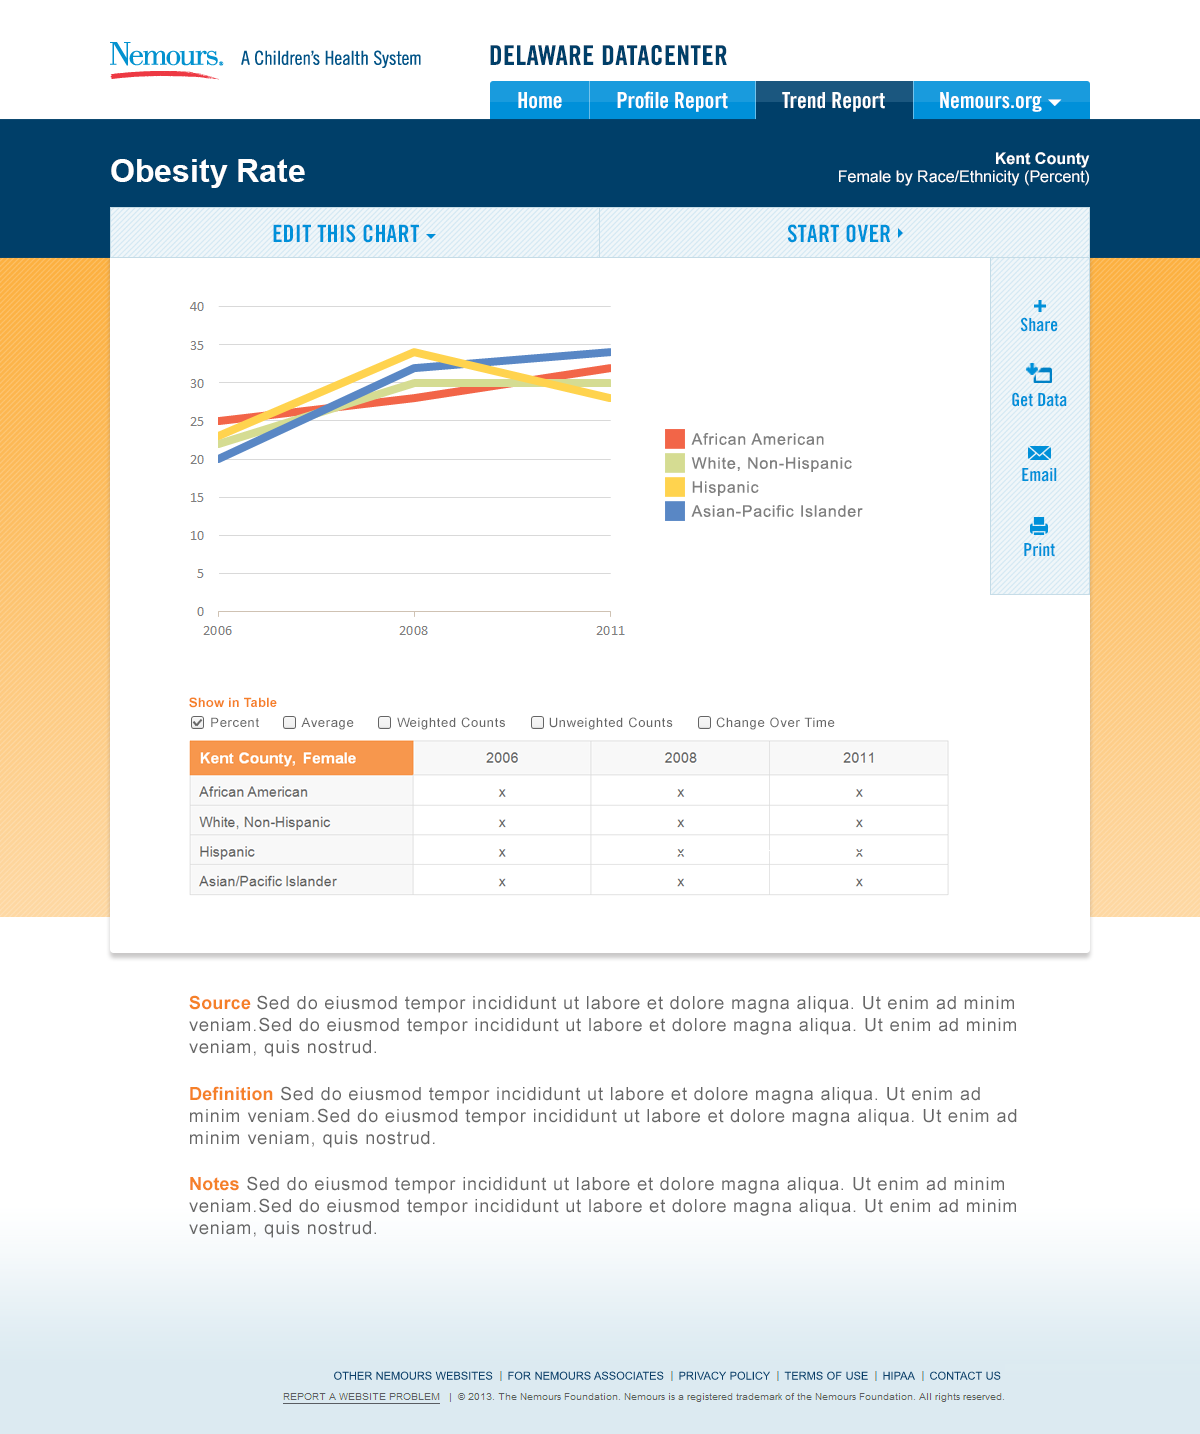 Nemours. A Children's Health System
DELAWARE DATACENTER
Home Profile Report Trend Report Nemours.org
Obesity Rate
Kent County
Female by Race/Ethnicity (Percent)
EDIT THIS CHART START OVER
Share
Get Data
Email
Print
40
35
30
25
20
15
10
5
0
2006 2008 2011
African American
White, Non-Hispanic
Hispanic
Asian-Pacific Islander
Show in Table
Percent Average Weighted Counts Unweighted Counts Change Over Time
Kent County, Female 2006 2008 2011
African American x x x
White, Non-Hispanic x x x
Hispanic x x x
Asian/Pacific Islander x x x
Source Sed do eiusmod tempor incididunt ut labore et dolore magna aliqua. Ut enim ad minim
veniam.Sed do eiusmod tempor incididunt ut labore et dolore magna aliqua. Ut enim ad minim
veniam, quis nostrud.
Definition Sed do eiusmod tempor incididunt ut labore et dolore magna aliqua. Ut enim ad
minim veniam.Sed do eiusmod tempor incididunt ut labore et dolore magna aliqua. Ut enim ad
minim veniam, quis nostrud.
Notes Sed do eiusmod tempor incididunt ut labore et dolore magna aliqua. Ut enim ad minim
veniam.Sed do eiusmod tempor incididunt ut labore et dolore magna aliqua. Ut enim ad minim
veniam, quis nostrud.
OTHER NEMOURS WEBSITES | FOR NEMOURS ASSOCIATES | PRIVACY POLICY | TERMS OF USE | HIPAA | CONTACT US
REPORT A WEBSITE PROBLEM | © 2013. The Nemours Foundation. Nemours is a registered trademark of the Nemours Foundation. All rights reserved.